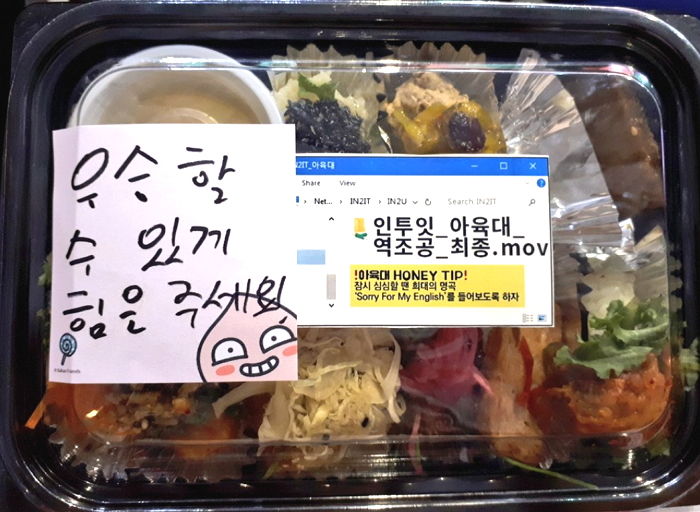 우승 할
수 있게
힘은 주세요
IN2IT_아육대
Share View
Net... IN2IT IN2U
Search IN2IT
인투잇_아육대_
역조공_최종.mov
!아육대 HONEY TIP!
잠시 심심할 땐 희대의 명곡
'Sorry For My English'를 들어보도록 하자